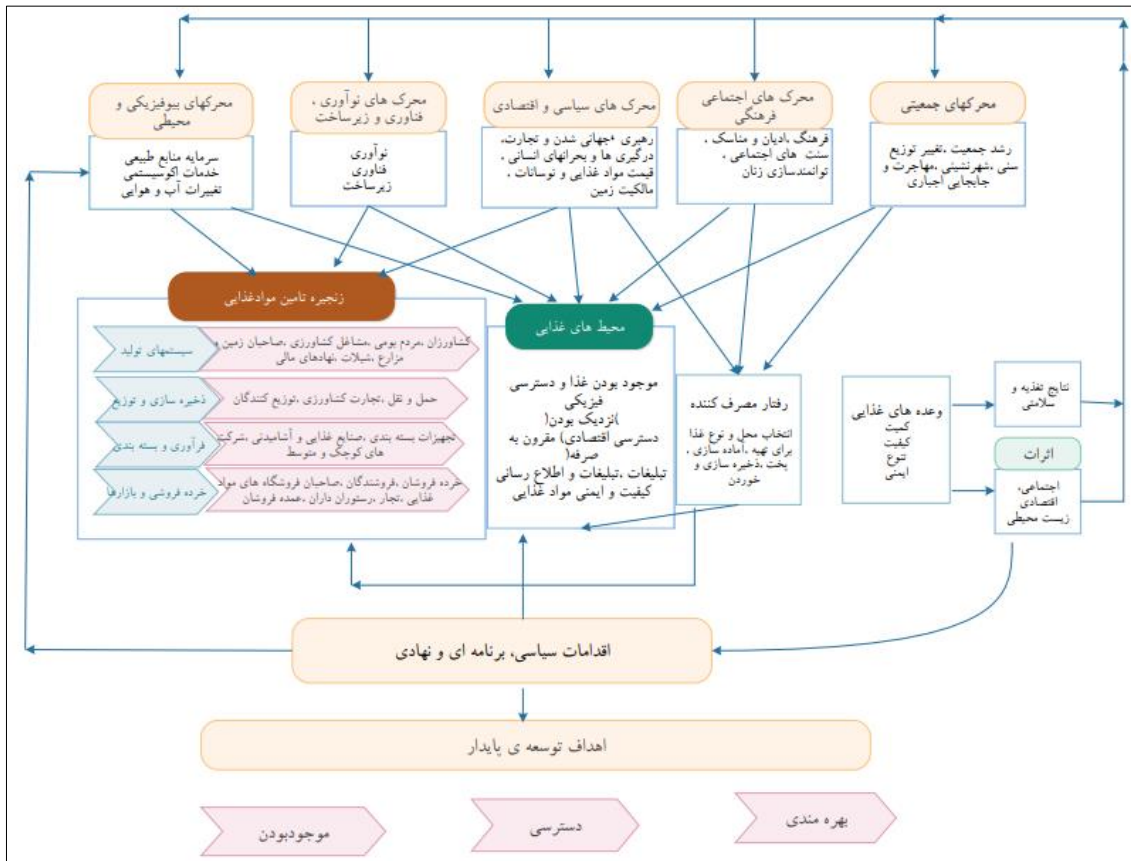 محرکهای جمعیتی
رشد جمعیت ،تغییر توزیع
سنی ،شهرنشینی ،مهاجرت و
جابجایی اجباری
محرک های اجتماعی
فرهنگی
فرهنگ ،ادیان و مناسک ،
سنت های اجتماعی ،
توانمندسازی زنان
محرک های سیاسی و اقتصادی
رهبری ،جهانی شدن و تجارت،
درگیری ها و بحرانهای انسانی ،
قیمت مواد غذایی و نوسانات ،
مالکیت زمین
محرک های نوآوری ،
فناوری و زیرساخت
نوآوری
فناوری
زیرساخت
محرکهای بیوفیزیکی و
محیطی
سرمایه منابع طبیعی
خدمات اکوسیستمی
تغییرات آب و هوایی
زنجیره تامین موادغذایی
سیستمهای تولید
کشاورزان ،مردم بومی ،مشاغل کشاورزی ،صاحبان زمین و
مزارع ،شیلات ،نهادهای مالی
ذخیره سازی و توزیع
حمل و نقل ،تجارت کشاورزی ،توزیع کنندگان
فرآوری و بسته بندی
تجهیزات بسته بندی ، صنایع غذایی و آشامیدنی ،شرکت
های کوچک و متوسط
خرده فروشی و بازارها
خرده فروشان ،فروشندگان ،صاحبان فروشگاه های مواد
غذایی ،تجار ،رستوران داران ،عمده فروشان
محیط های غذایی
موجود بودن غذا و دسترسی
فیزیکی
)نزدیک بودن(
دسترسی اقتصادی) مقرون به
صرفه(
تبلیغات ،تبلیغات و اطلاع رسانی
کیفیت و ایمنی مواد غذایی
رفتار مصرف کننده
انتخاب محل و نوع غذا
برای تهیه ،آماده سازی ،
پخت ،ذخیره سازی و
خوردن
وعده های غذایی
کمیت
کیفیت
تنوع
ایمنی
نتایج تغذیه و
سلامتی
اثرات
اجتماعی،
اقتصادی
زیست محیطی
اقدامات سیاسی، برنامه ای و نهادی
اهداف توسعه ی پایدار
بهره مندی
دسترسی
موجودبودن